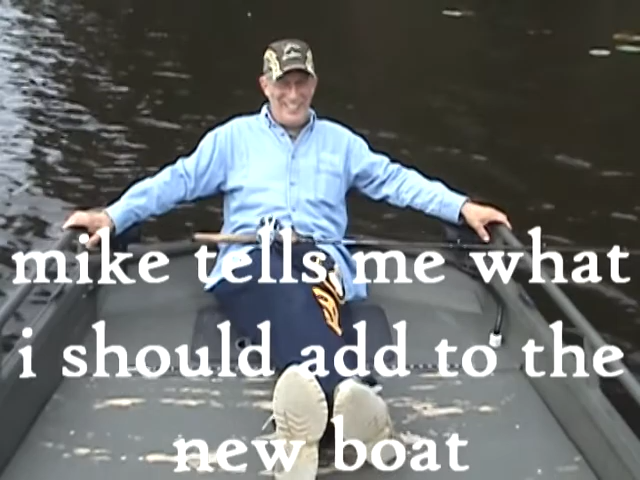 mike tells me what
i should add to the
new boat